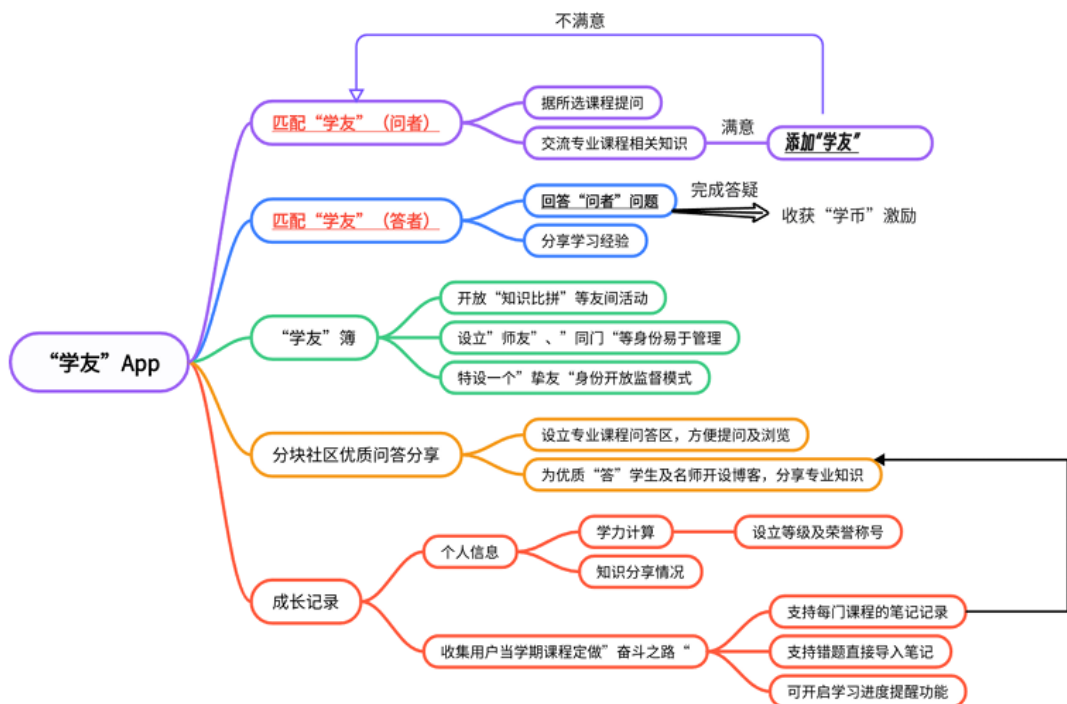 不满意
匹配“学友”（问者）
据所选课程提问
交流专业课程相关知识
满意
添加“学友”
匹配“学友”（答者）
回答“问者”问题
完成答疑
收获“学币”激励
分享学习经验
“学友”App
“学友”簿
开放“知识比拼”等友间活动
设立”师友”、”同门“等身份易于管理
特设一个”挚友“身份开放监督模式
分块社区优质问答分享
设立专业课程问答区，方便提问及浏览
为优质“答”学生及名师开设博客，分享专业知识
成长记录
个人信息
学力计算
设立等级及荣誉称号
知识分享情况
收集用户当学期课程定做”奋斗之路“
支持每门课程的笔记记录
支持错题直接导入笔记
可开启学习进度提醒功能